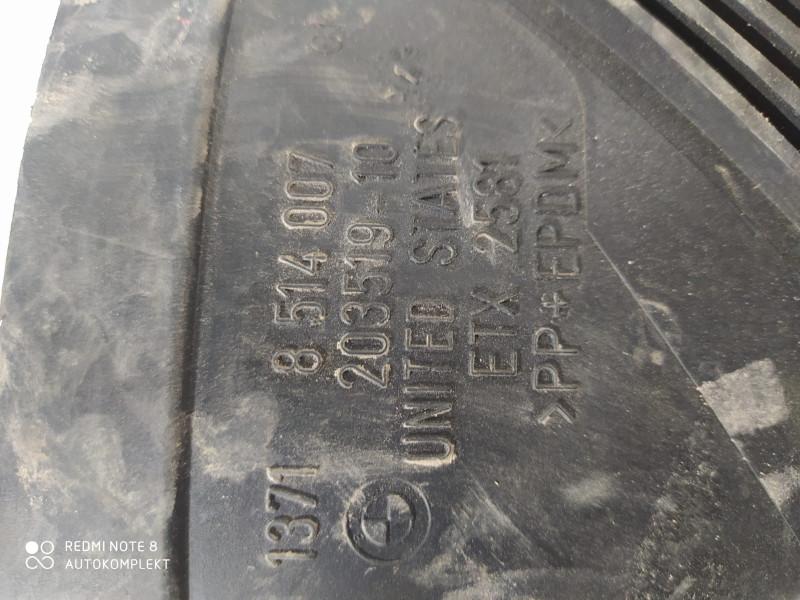 1371 8 514 007
203519-10
UNITED STATES
ETX 2581
>PP+EPDM<
REDMI NOTE 8
AUTOKOMPLEKT